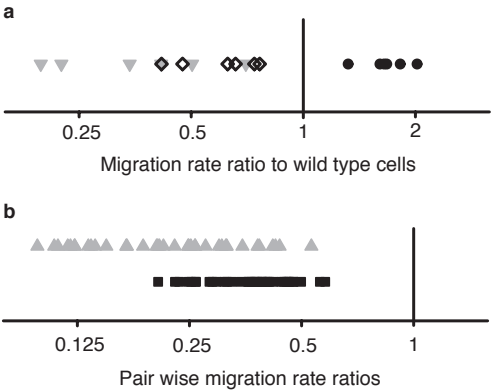 a
0.25 0.5 1 2
Migration rate ratio to wild type cells
b
0.125 0.25 0.5 1
Pair wise migration rate ratios